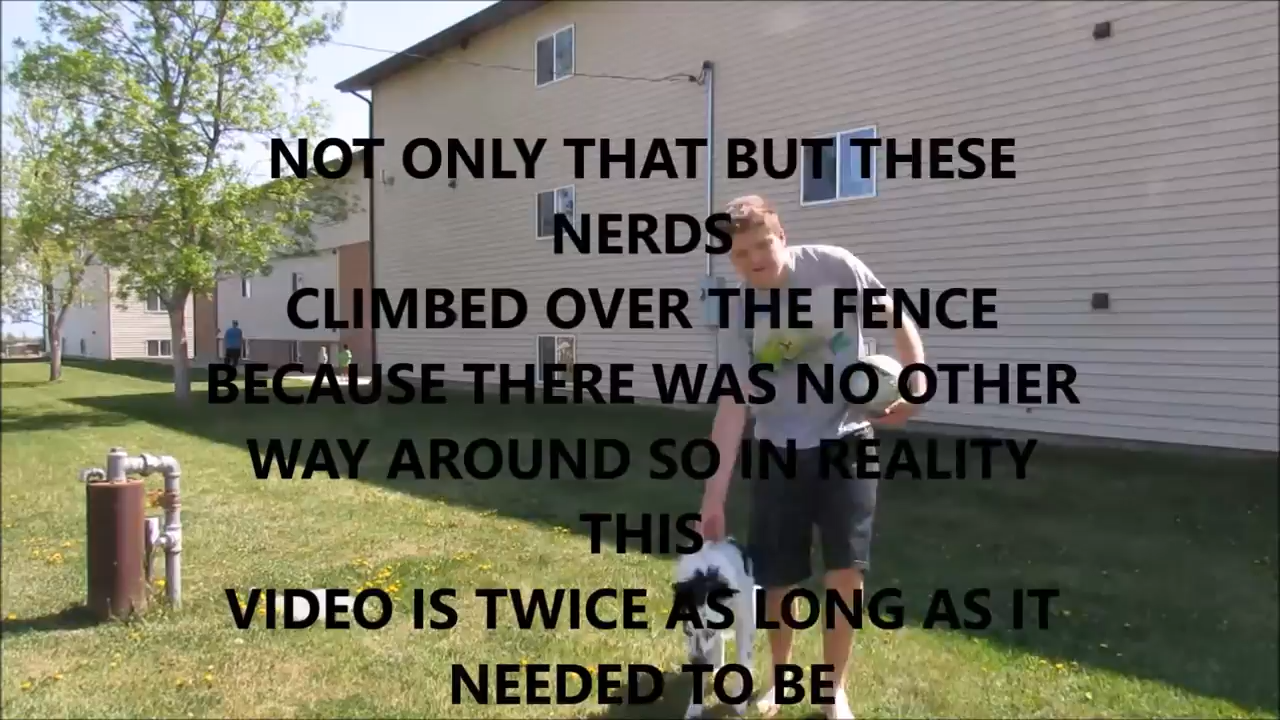 NOT ONLY THAT BUT THESE
NERDS
CLIMBED OVER THE FENCE
BECAUSE THERE WAS NO OTHER
WAY AROUND SO IN REALITY
THIS
VIDEO IS TWICE AS LONG AS IT
NEEDED TO BE